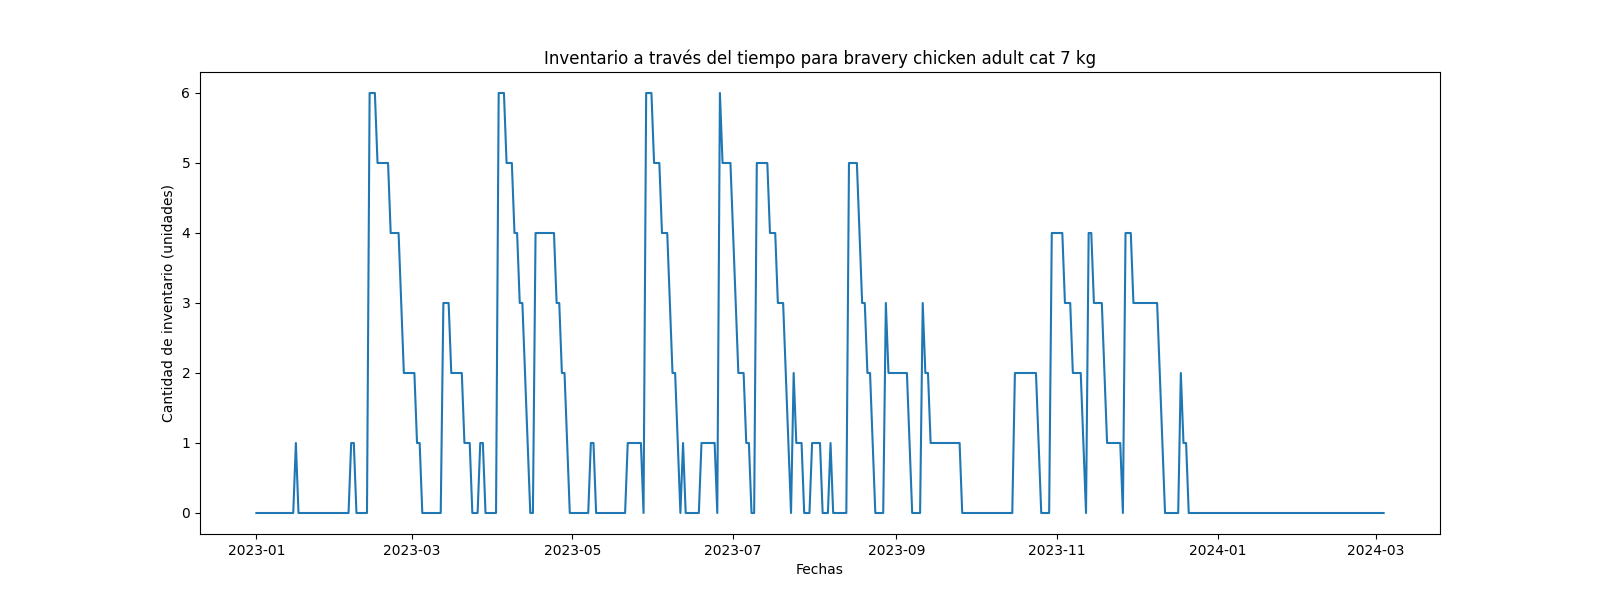 Inventario a través del tiempo para bravery chicken adult cat 7 kg
Cantidad de inventario (unidades)
6
5
4
3
2
1
0
2023-01 2023-03 2023-05 2023-07 2023-09 2023-11 2024-01 2024-03
Fechas